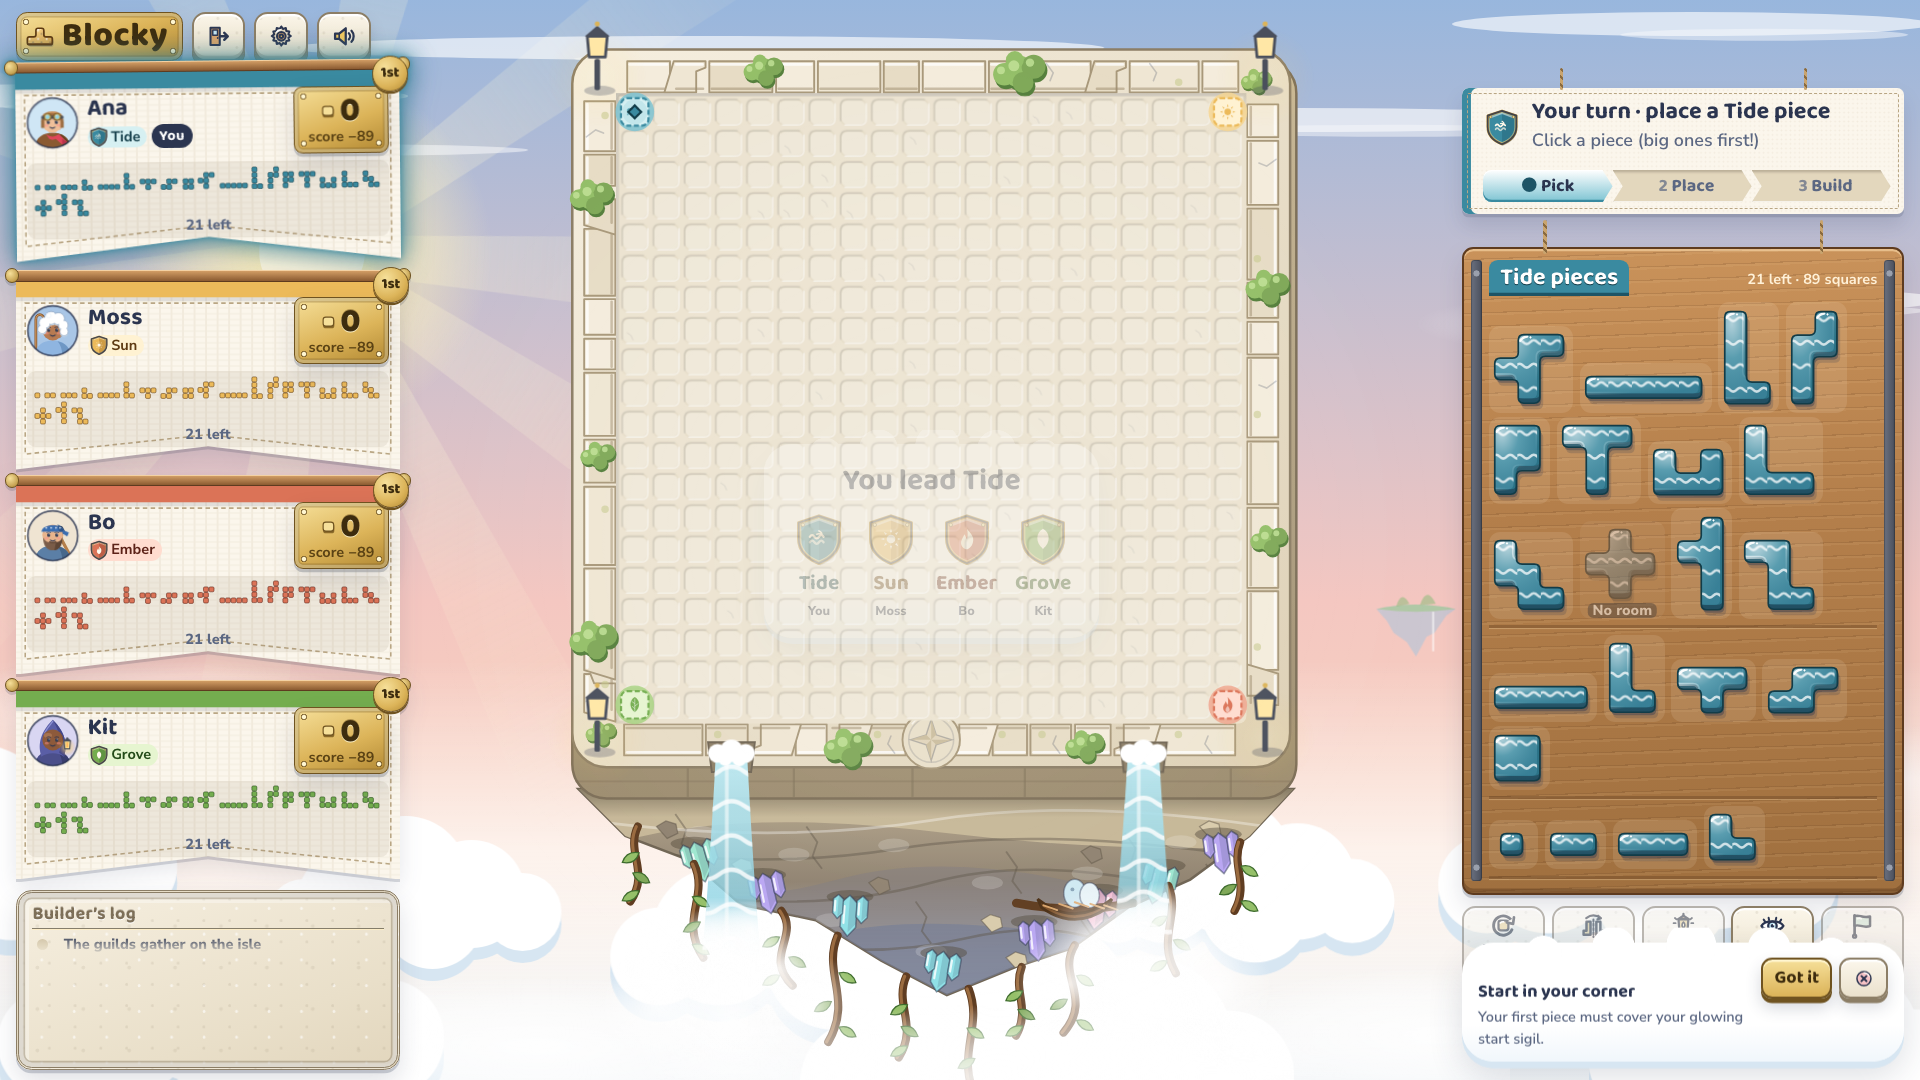 Blocky
Ana
Tide
You
1st
0
score −89
21 left
Moss
Sun
1st
0
score −89
21 left
Bo
Ember
1st
0
score −89
21 left
Kit
Grove
1st
0
score −89
21 left
Builder's log
The guilds gather on the isle
You lead Tide
Tide Sun Ember Grove
You Moss Bo Kit
Your turn · place a Tide piece
Click a piece (big ones first!)
Pick
2 Place
3 Build
Tide pieces
21 left · 89 squares
No room
Start in your corner
Your first piece must cover your glowing
start sigil.
Got it